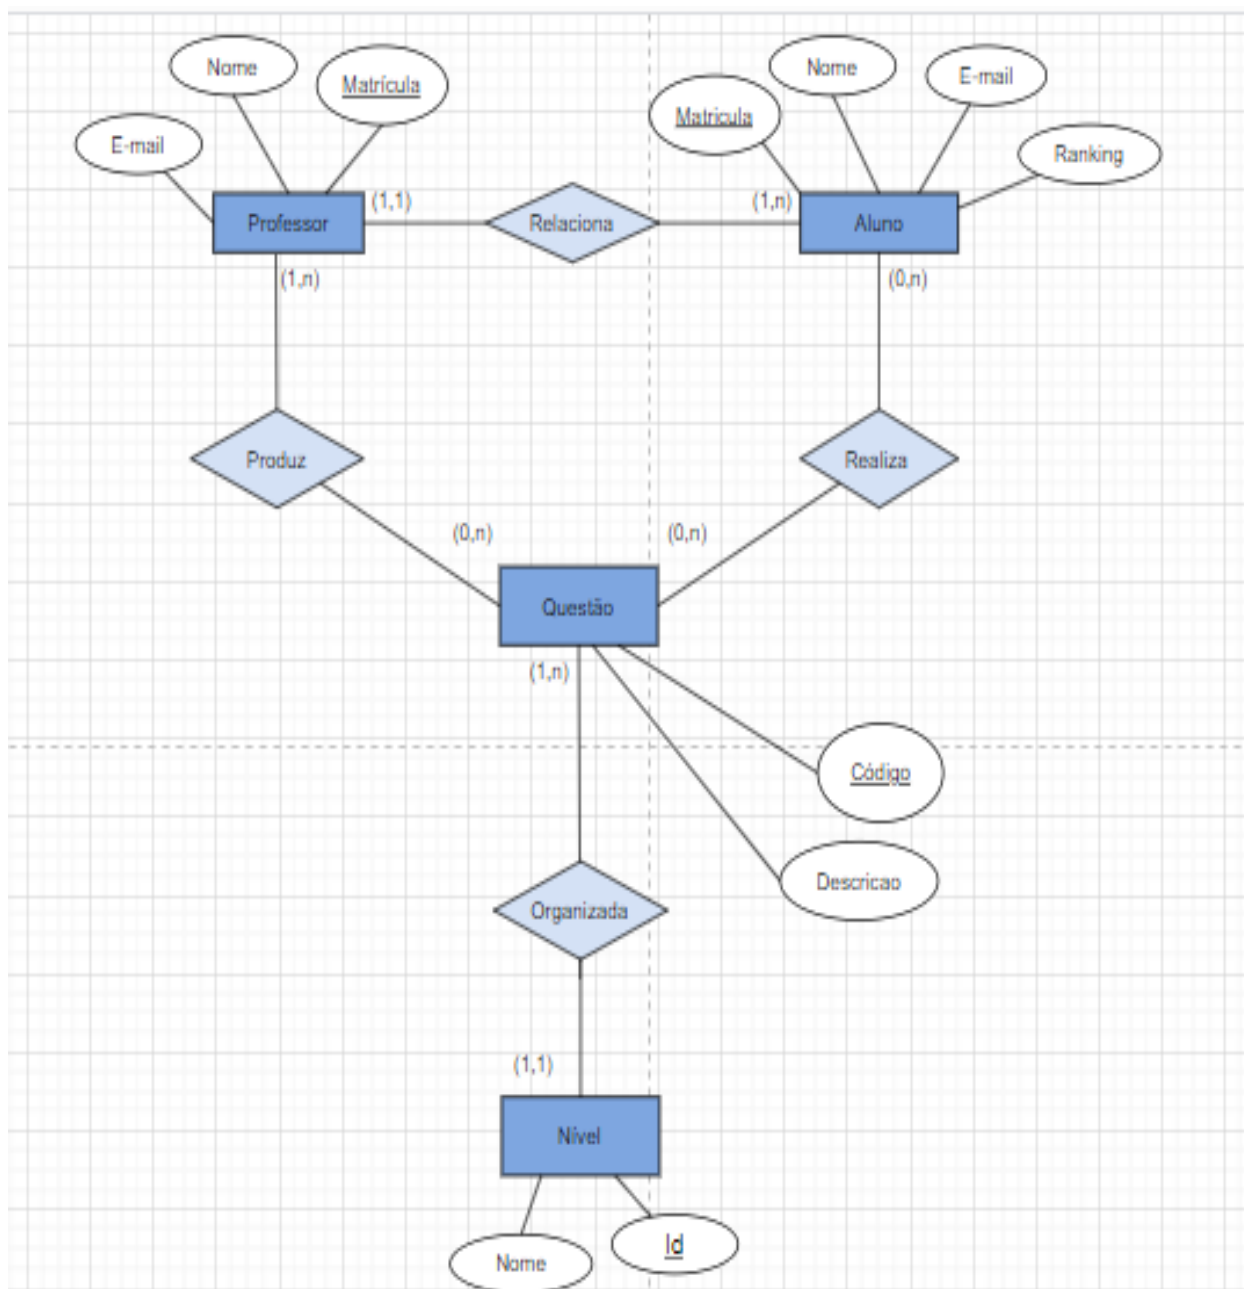 Nome
Matrícula
E-mail
Nome
E-mail
Matricula
Ranking
Professor
(1,1)
Relaciona
(1,n)
Aluno
(1,n)
(0,n)
Produz
Realiza
(0,n)
(0,n)
Questão
(1,n)
Código
Descricao
Organizada
(1,1)
Nível
Nome
Id